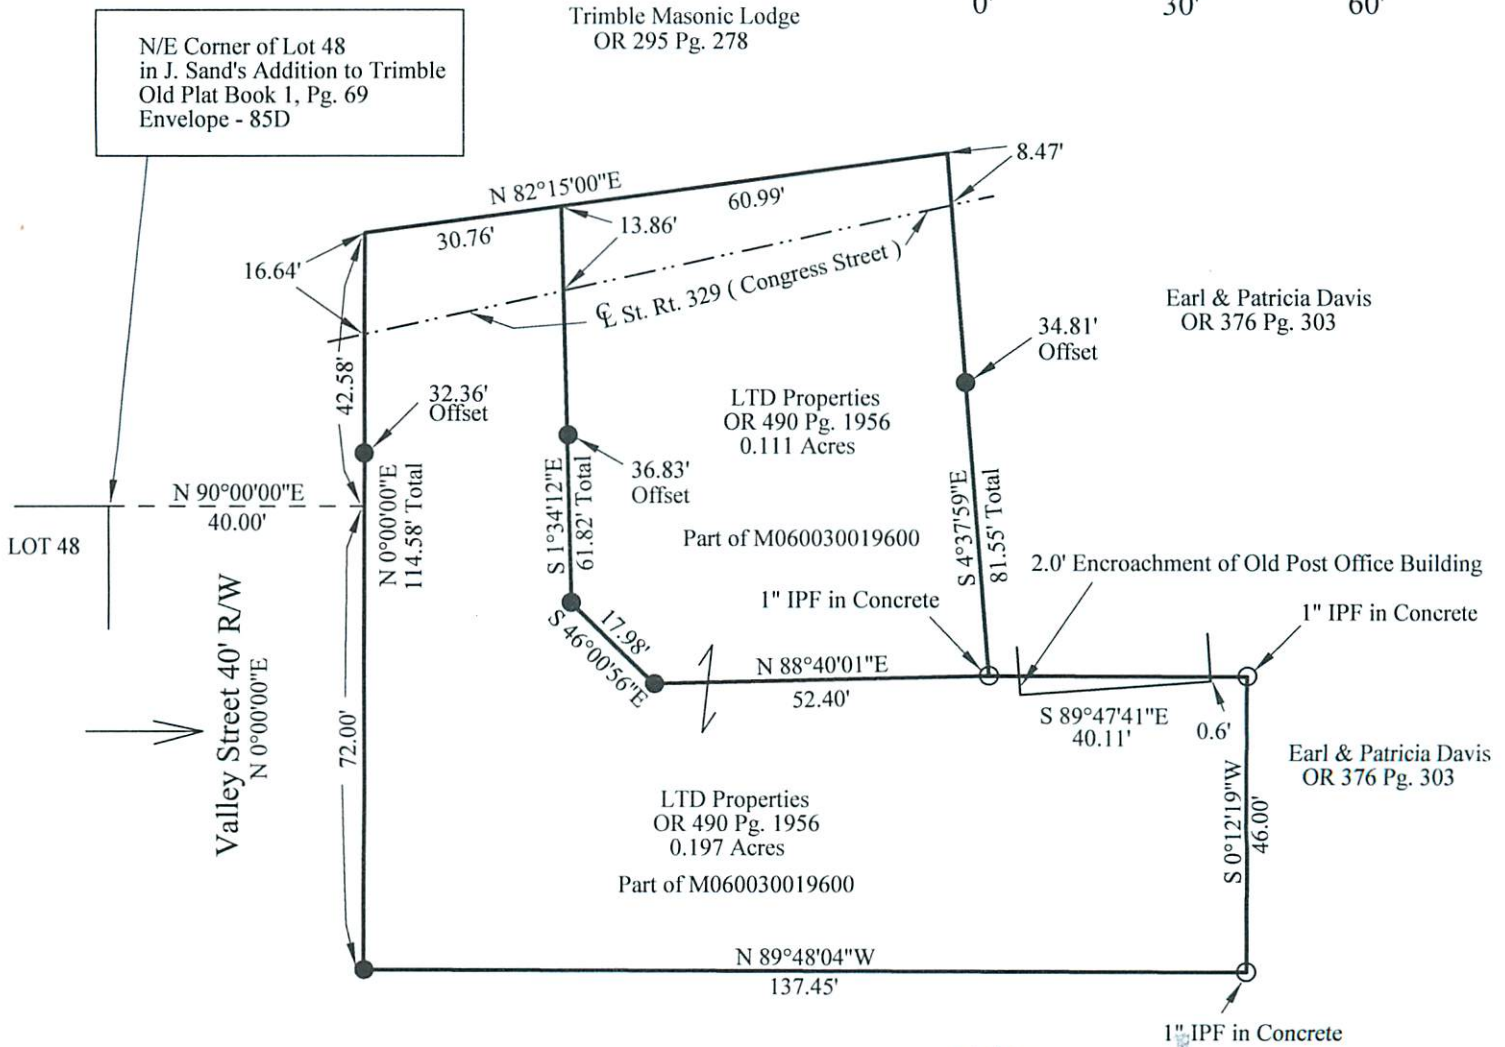 0'
30'
60'
Trimble Masonic Lodge
OR 295 Pg. 278
N/E Corner of Lot 48
in J. Sand's Addition to Trimble
Old Plat Book 1, Pg. 69
Envelope - 85D
8.47'
N 82°15'00"E
60.99'
30.76'
13.86'
16.64'
℄ St. Rt. 329 ( Congress Street )
Earl & Patricia Davis
OR 376 Pg. 303
34.81'
Offset
42.58'
32.36'
Offset
LTD Properties
OR 490 Pg. 1956
0.111 Acres
36.83'
Offset
N 90°00'00"E
40.00'
LOT 48
N 0°00'00"E
114.58' Total
S 1°34'12"E
61.82' Total
S 4°37'59"E
81.55' Total
Part of M060030019600
2.0' Encroachment of Old Post Office Building
1" IPF in Concrete
1" IPF in Concrete
17.98'
S 46°00'56"E
N 88°40'01"E
52.40'
S 89°47'41"E
40.11'
0.6'
Valley Street 40' R/W
N 0°00'00"E
72.00'
Earl & Patricia Davis
OR 376 Pg. 303
S 0°12'19"W
46.00'
LTD Properties
OR 490 Pg. 1956
0.197 Acres
Part of M060030019600
N 89°48'04"W
137.45'
1" IPF in Concrete